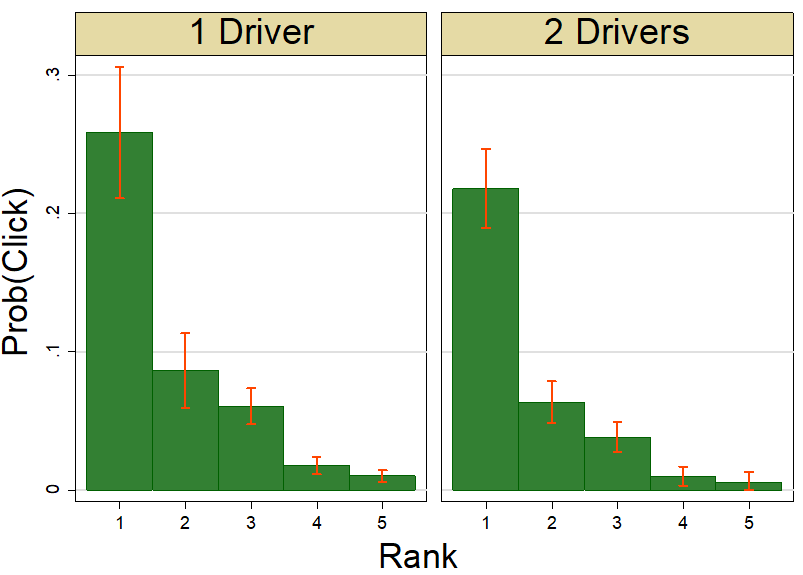 1 Driver
2 Drivers
Prob(Click)
.3
.2
.1
0
1 2 3 4 5
1 2 3 4 5
Rank